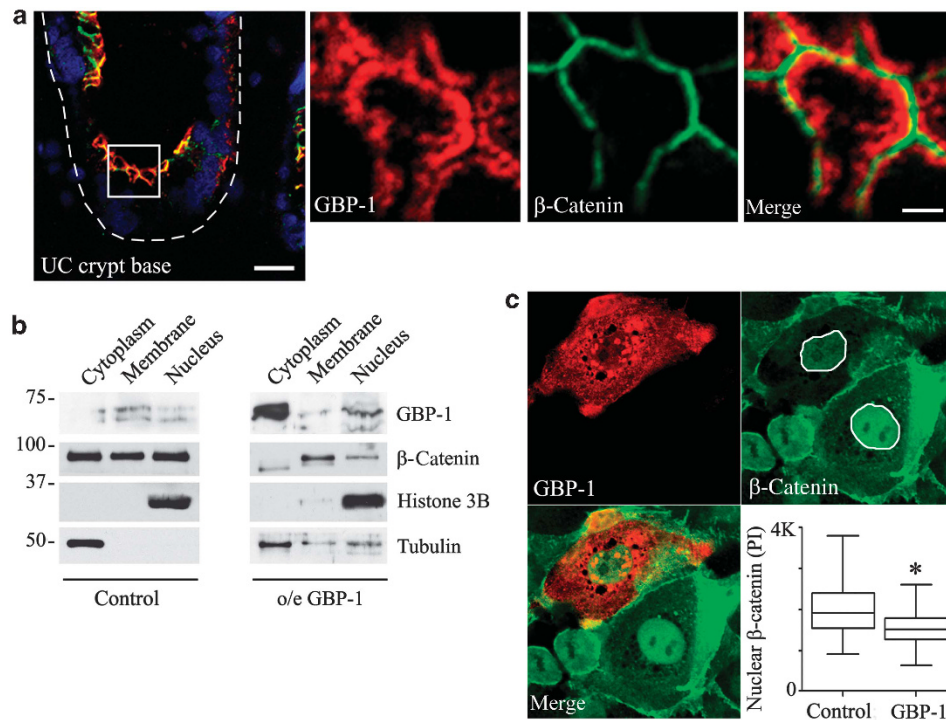 a
UC crypt base
GBP-1
β-Catenin
Merge
b
Cytoplasm
Membrane
Nucleus
Cytoplasm
Membrane
Nucleus
75-
GBP-1
100-
β-Catenin
37-
Histone 3B
50-
Tubulin
Control
o/e GBP-1
c
GBP-1
β-Catenin
Merge
Nuclear β-catenin (PI)
4K
*
0
Control
GBP-1